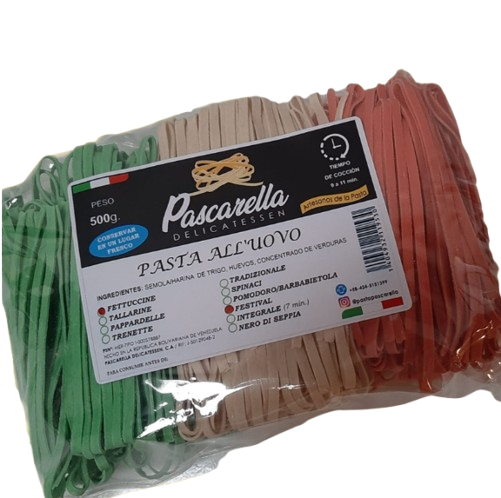 PESO
500g.
CONSERVAR
EN UN LUGAR
FRESCO
Pascarella
DELICATESSEN
TIEMPO
DE COCCIÓN
9 a 11 min.
Artesanos de la Pasta
PASTA ALL'UOVO
INGREDIENTES: SEMOLA/HARINA DE TRIGO, HUEVOS, CONCENTRADO DE VERDURAS
FETTUCCINE
TALLARINE
PAPPARDELLE
TRENETTE
TRADIZIONALE
SPINACI
POMODORO/BARBABIETOLA
FESTIVAL
INTEGRALE (7 min.)
NERO DI SEPPIA
HECHO EN LA REPÚBLICA BOLIVARIANA DE VENEZUELA
PASCARELLA DELICATESSEN C. A.
PARA CONSUMIR ANTES DE:
@pastapascarella